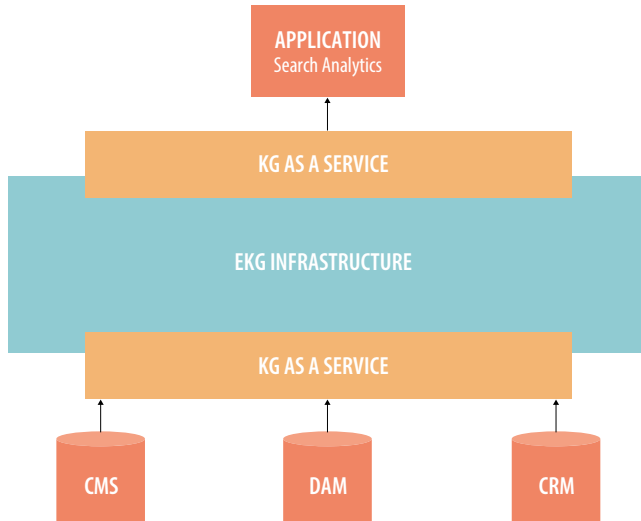 APPLICATION
Search Analytics
KG AS A SERVICE
EKG INFRASTRUCTURE
KG AS A SERVICE
CMS
DAM
CRM